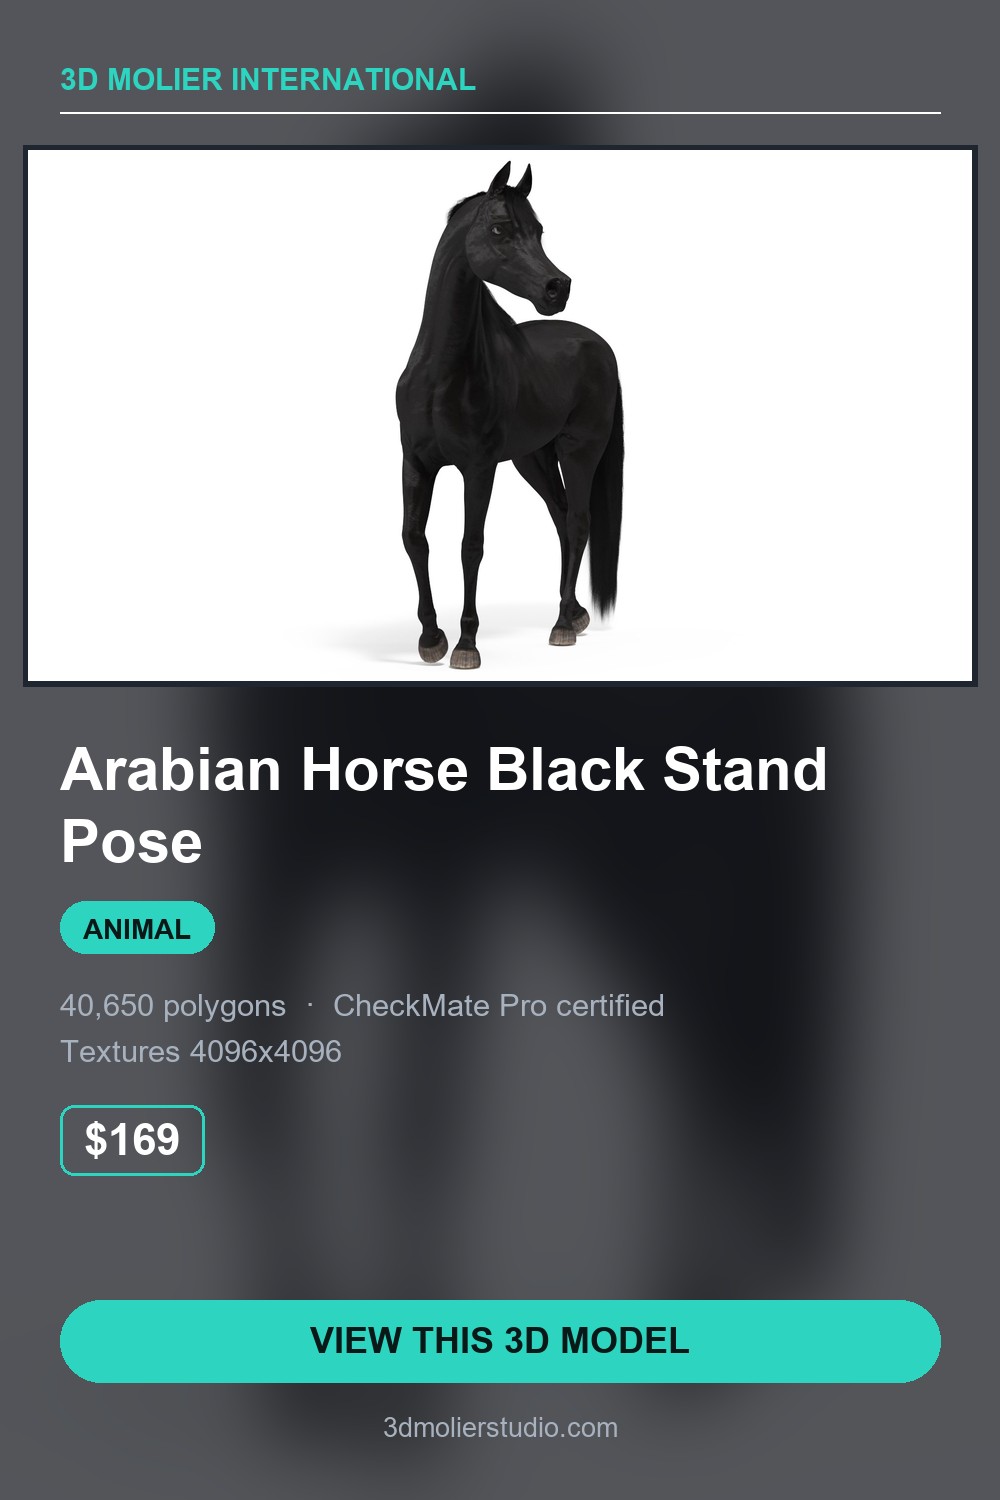 3D MOLIER INTERNATIONAL
Arabian Horse Black Stand
Pose
ANIMAL
40,650 polygons · CheckMate Pro certified
Textures 4096x4096
$169
VIEW THIS 3D MODEL
3dmolierstudio.com